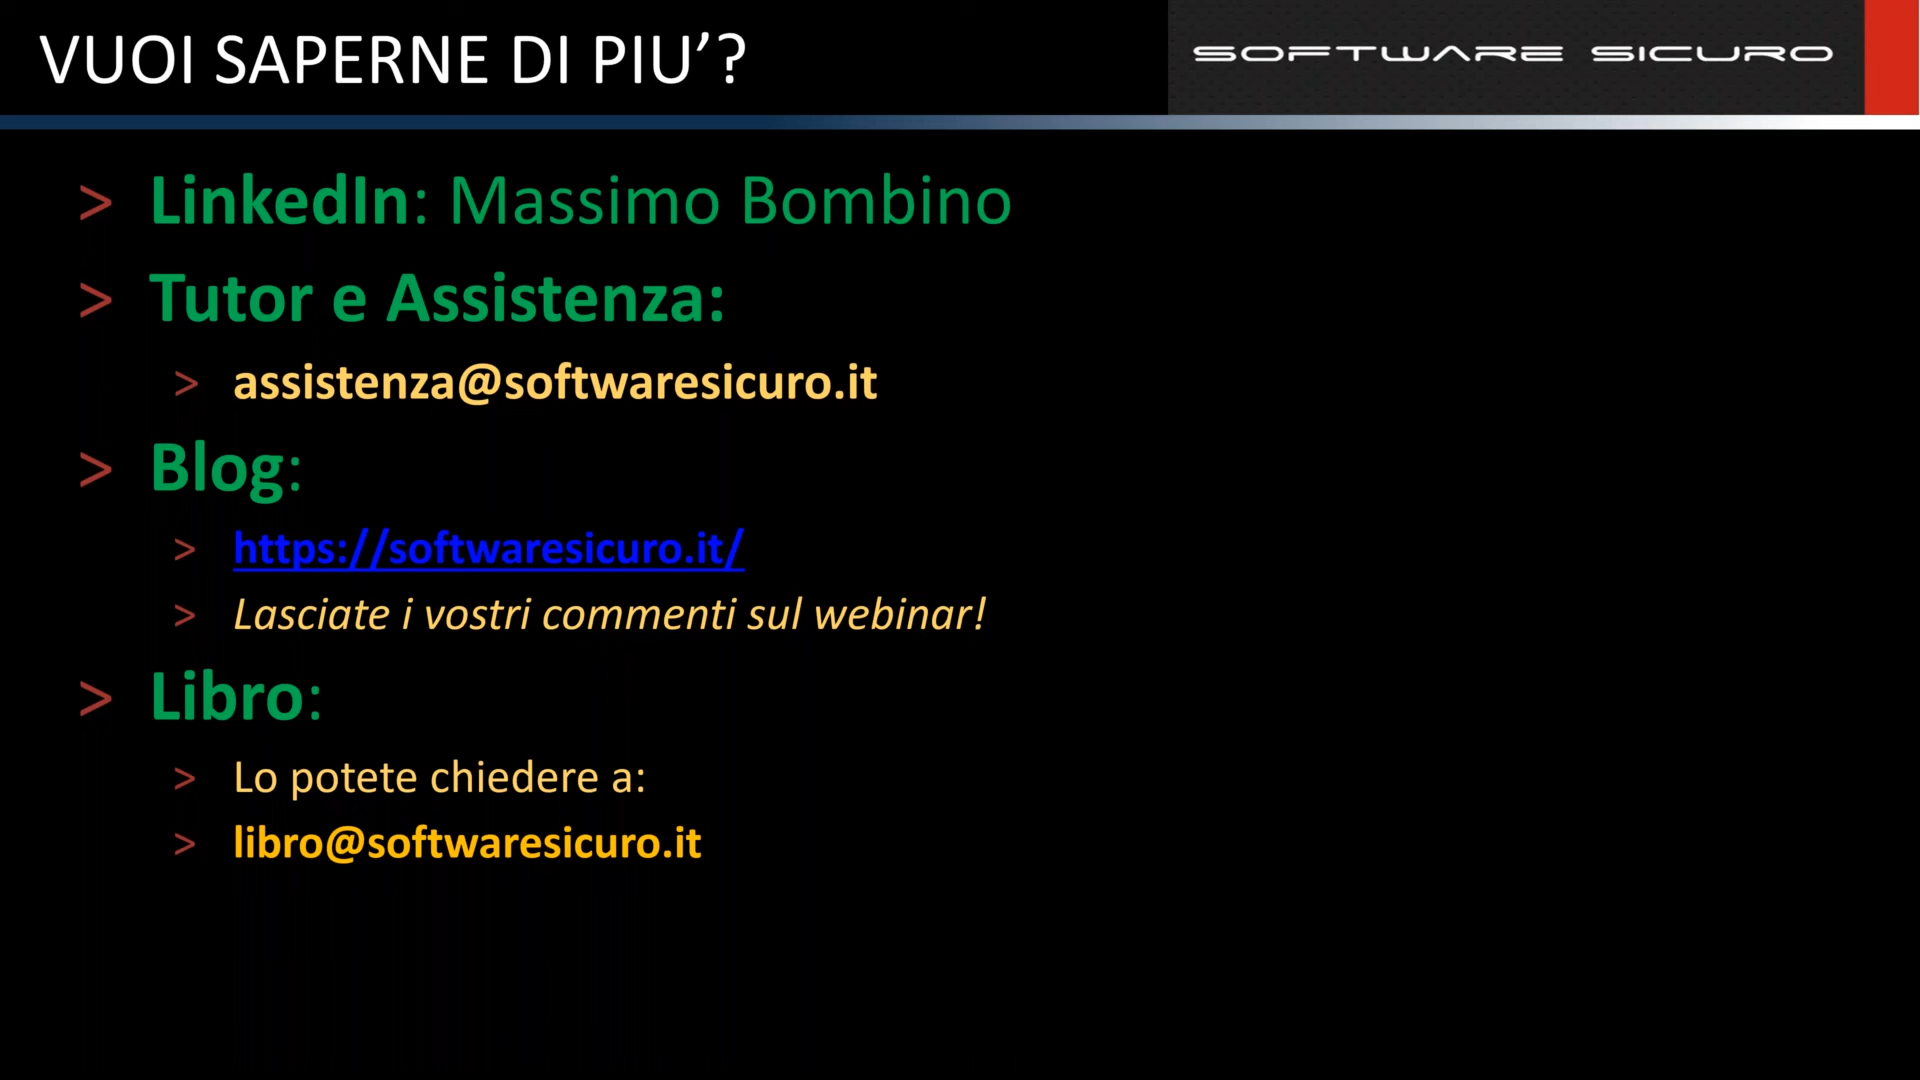 VUOI SAPERNE DI PIU’?
SOFTWARE SICURO
> LinkedIn: Massimo Bombino
> Tutor e Assistenza:
> assistenza@softwaresicuro.it
> Blog:
> https://softwaresicuro.it/
> Lasciate i vostri commenti sul webinar!
> Libro:
> Lo potete chiedere a:
> libro@softwaresicuro.it